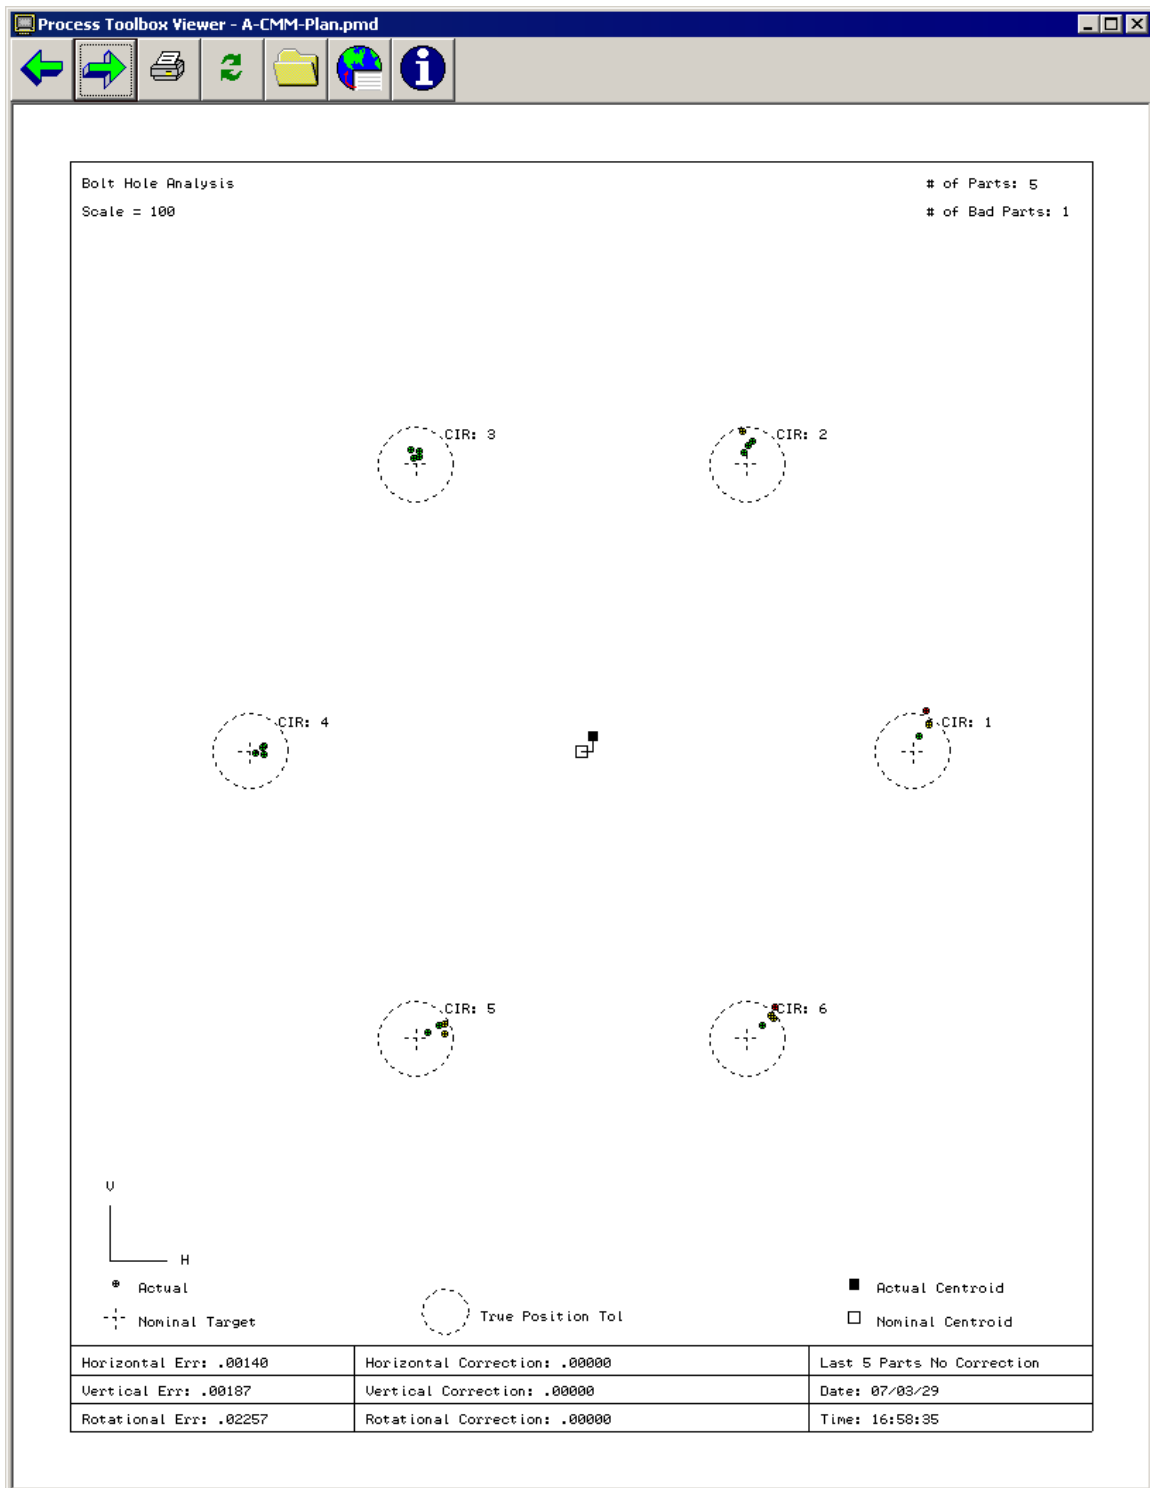 Process Toolbox Viewer - A-CMM-Plan.pmd
Bolt Hole Analysis
# of Parts: 5
Scale = 100
# of Bad Parts: 1
CIR: 3
CIR: 2
CIR: 4
CIR: 1
CIR: 5
CIR: 6
V
H
Actual
Actual Centroid
Nominal Target
True Position Tol
Nominal Centroid
Horizontal Err: .00140
Horizontal Correction: .00000
Last 5 Parts No Correction
Vertical Err: .00187
Vertical Correction: .00000
Date: 07/03/29
Rotational Err: .02257
Rotational Correction: .00000
Time: 16:58:35